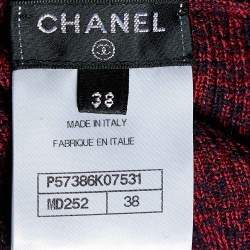 CHANEL
38
MADE IN ITALY
FABRIQUE EN ITALIE
P57386K07531
MD252 38